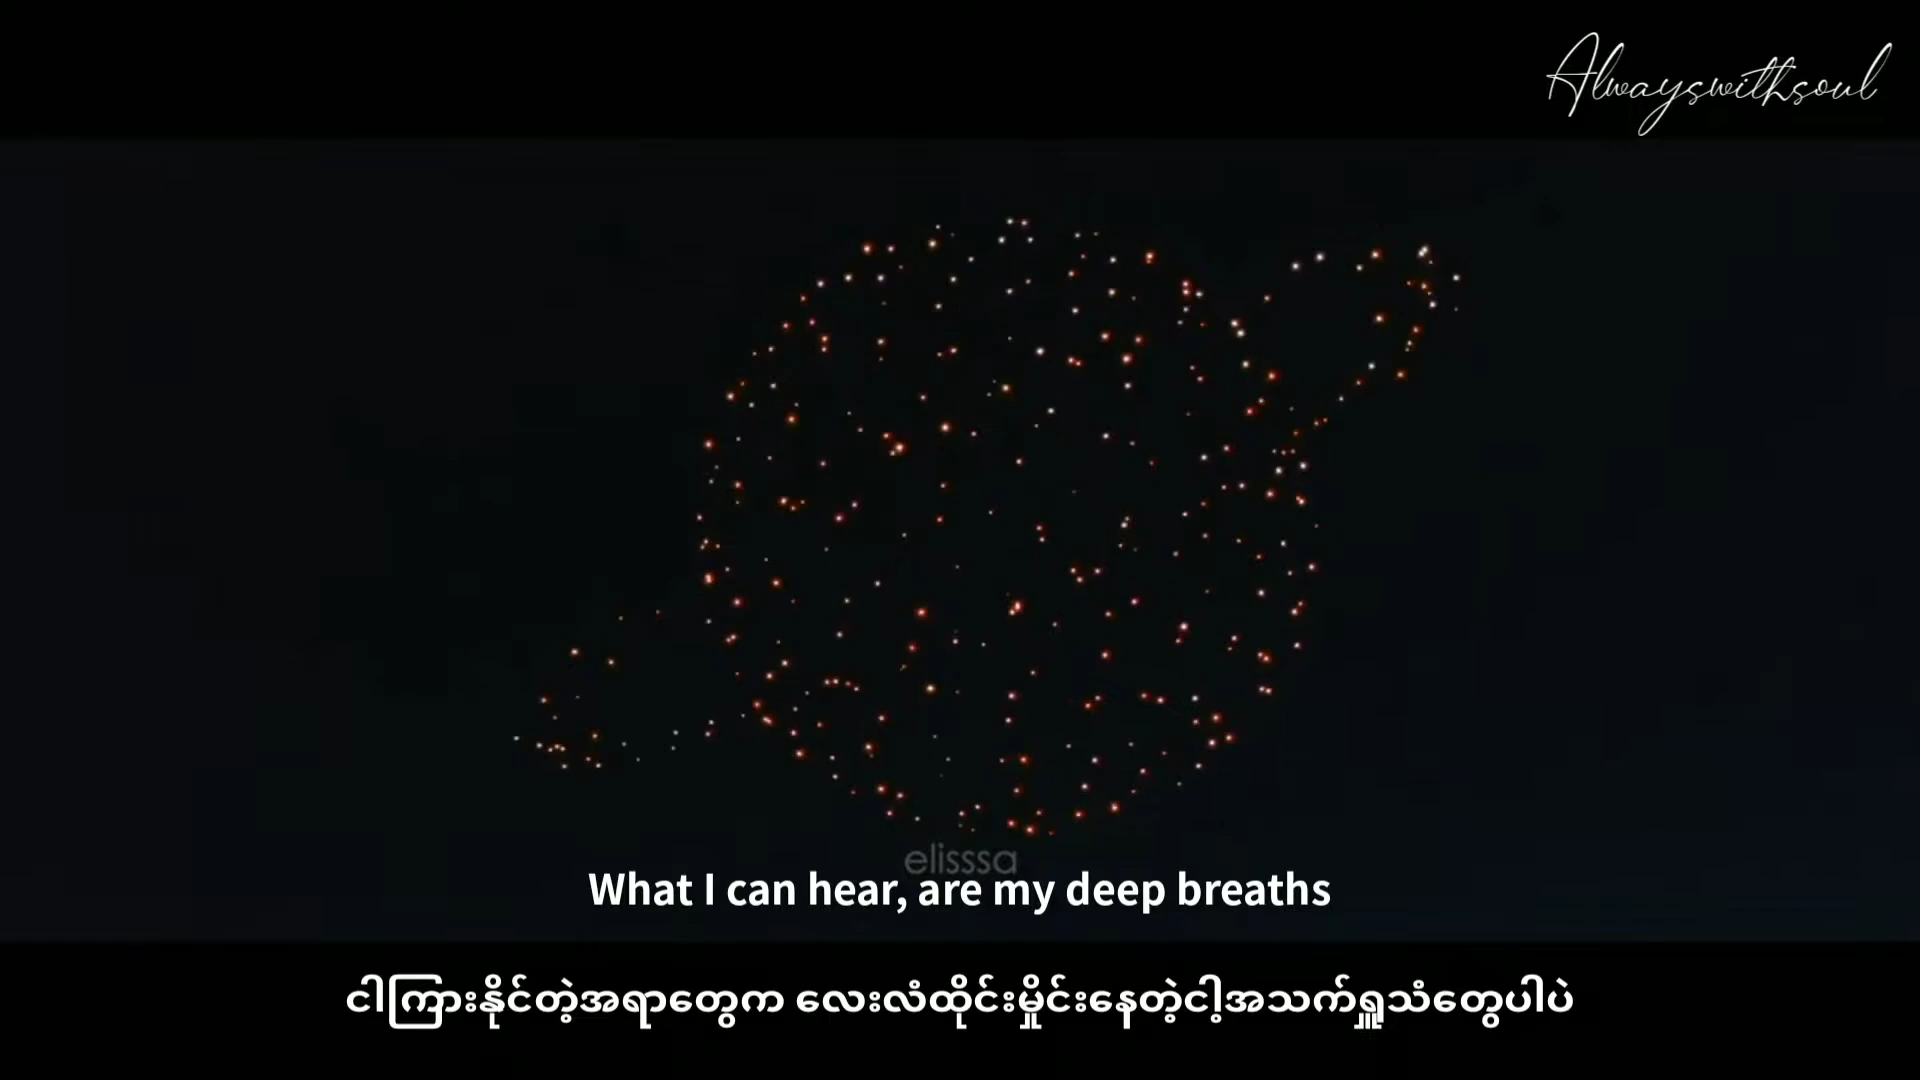 Alwayswithsoul
elisssa
What I can hear, are my deep breaths
ငါကြားနိုင်တဲ့အရာတွေက လေးလံထိုင်းမှိုင်းနေတဲ့ငါ့အသက်ရှူသံတွေပါပဲ